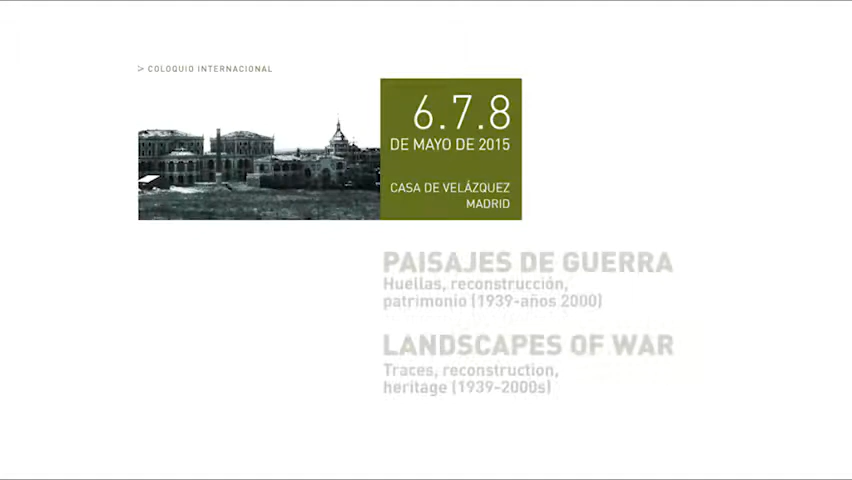 > COLOQUIO INTERNACIONAL
6.7.8
DE MAYO DE 2015
CASA DE VELÁZQUEZ
MADRID
PAISAJES DE GUERRA
Huellas, reconstrucción,
patrimonio (1939-años 2000)
LANDSCAPES OF WAR
Traces, reconstruction,
heritage (1939-2000s)